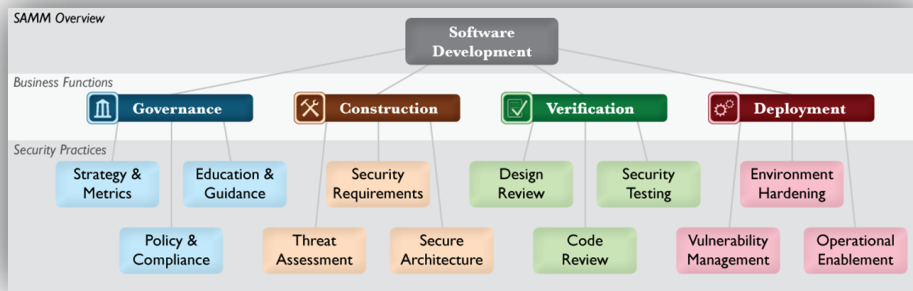 SAMM Overview
Software
Development
Business Functions
Governance
Construction
Verification
Deployment
Security Practices
Strategy &
Metrics
Education &
Guidance
Security
Requirements
Design
Review
Security
Testing
Environment
Hardening
Policy &
Compliance
Threat
Assessment
Secure
Architecture
Code
Review
Vulnerability
Management
Operational
Enablement